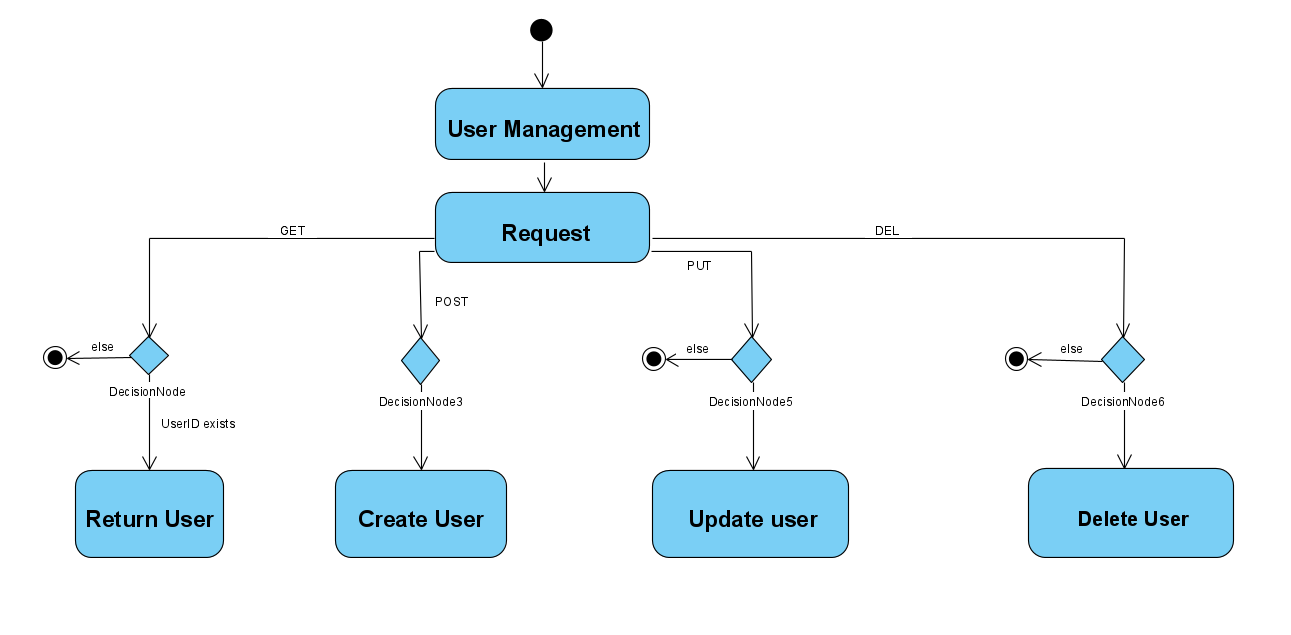 User Management
Request
GET
DEL
PUT
POST
else
else
else
DecisionNode
DecisionNode3
DecisionNode5
DecisionNode6
UserID exists
Return User
Create User
Update user
Delete User